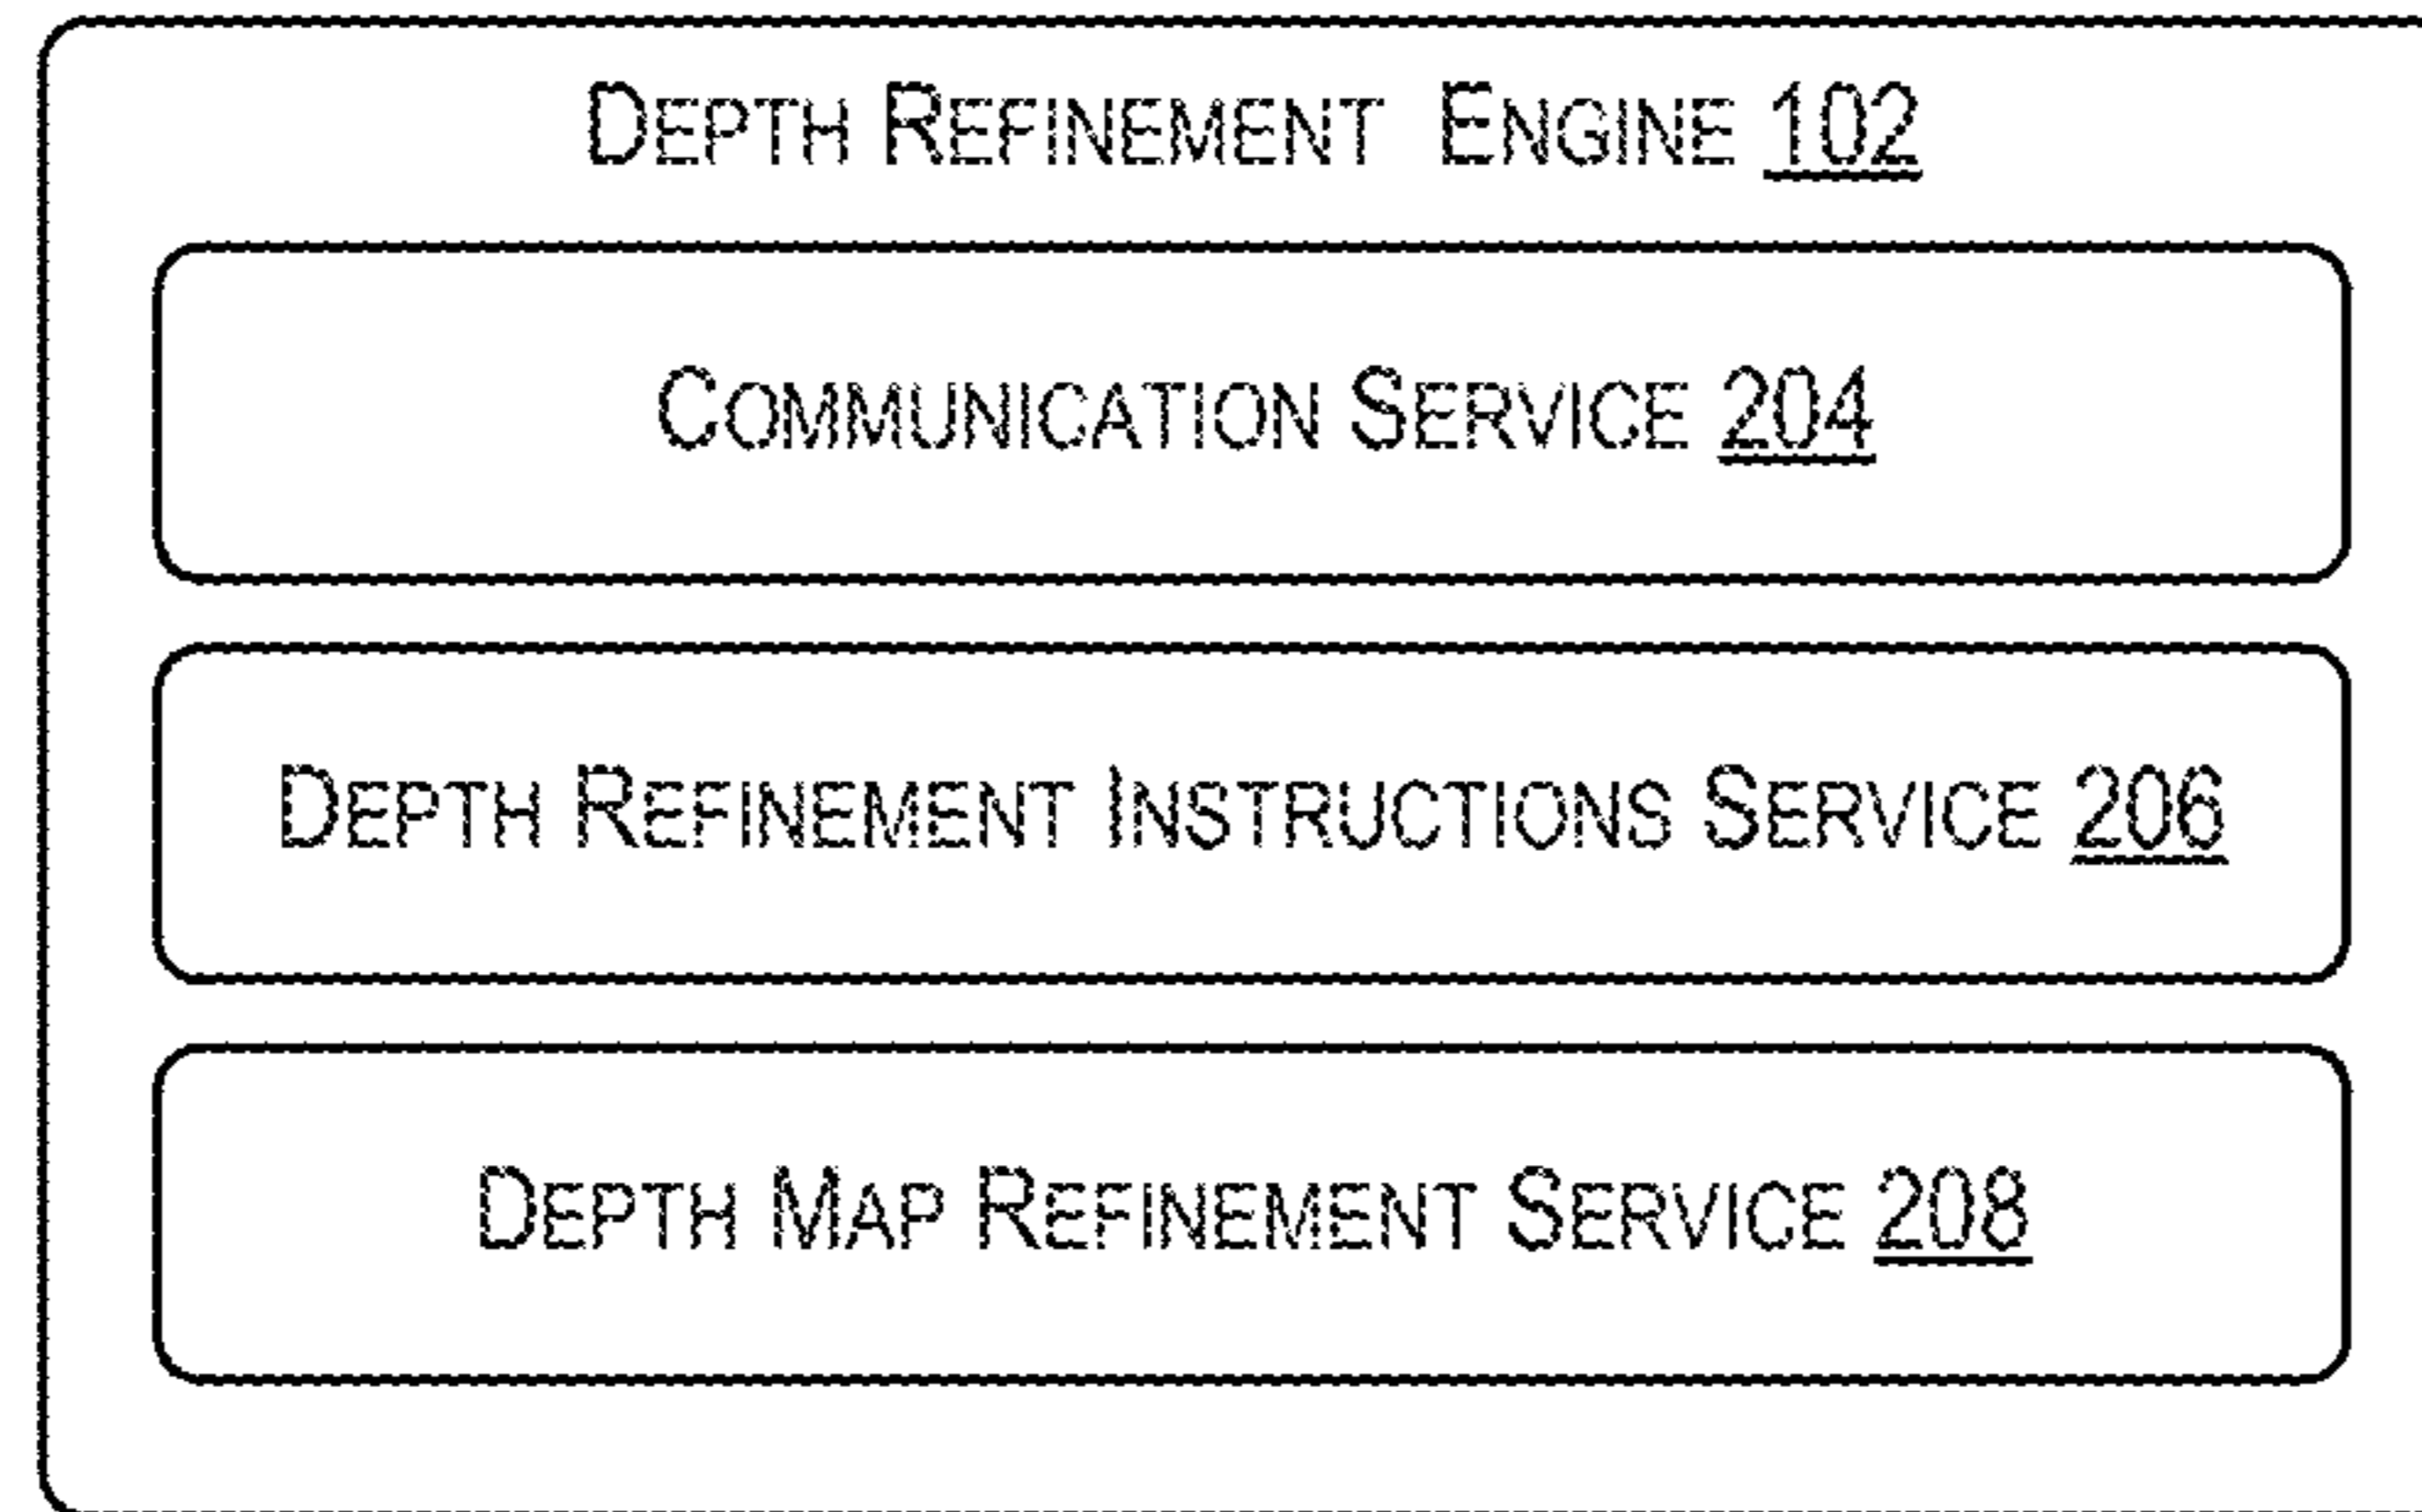 DEPTH REFINEMENT ENGINE 102
COMMUNICATION SERVICE 204
DEPTH REFINEMENT INSTRUCTIONS SERVICE 206
DEPTH MAP REFINEMENT SERVICE 208